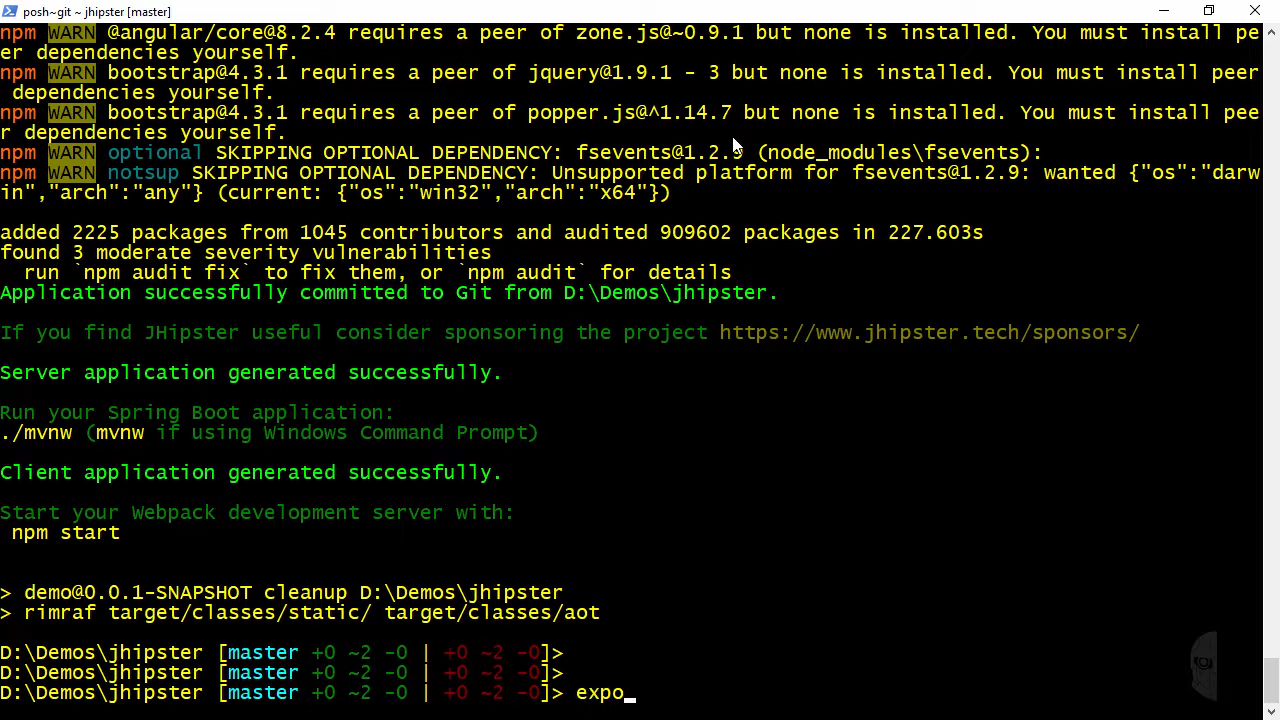 posh~git ~ jhipster [master]
npm WARN @angular/core@8.2.4 requires a peer of zone.js@~0.9.1 but none is installed. You must install pe
er dependencies yourself.
npm WARN bootstrap@4.3.1 requires a peer of jquery@1.9.1 - 3 but none is installed. You must install peer
 dependencies yourself.
npm WARN bootstrap@4.3.1 requires a peer of popper.js@^1.14.7 but none is installed. You must install pee
r dependencies yourself.
npm WARN optional SKIPPING OPTIONAL DEPENDENCY: fsevents@1.2.9 (node_modules\fsevents):
npm WARN notsup SKIPPING OPTIONAL DEPENDENCY: Unsupported platform for fsevents@1.2.9: wanted {"os":"dar
win","arch":"any"} (current: {"os":"win32","arch":"x64"})
added 2225 packages from 1045 contributors and audited 909602 packages in 227.603s
found 3 moderate severity vulnerabilities
  run `npm audit fix` to fix them, or `npm audit` for details
Application successfully committed to Git from D:\Demos\jhipster.
If you find JHipster useful consider sponsoring the project https://www.jhipster.tech/sponsors/
Server application generated successfully.
Run your Spring Boot application:
./mvnw (mvnw if using Windows Command Prompt)
Client application generated successfully.
Start your Webpack development server with:
 npm start
> demo@0.0.1-SNAPSHOT cleanup D:\Demos\jhipster
> rimraf target/classes/static/ target/classes/aot
D:\Demos\jhipster [master +0 ~2 -0 | +0 ~2 -0]>
D:\Demos\jhipster [master +0 ~2 -0 | +0 ~2 -0]>
D:\Demos\jhipster [master +0 ~2 -0 | +0 ~2 -0]> expo